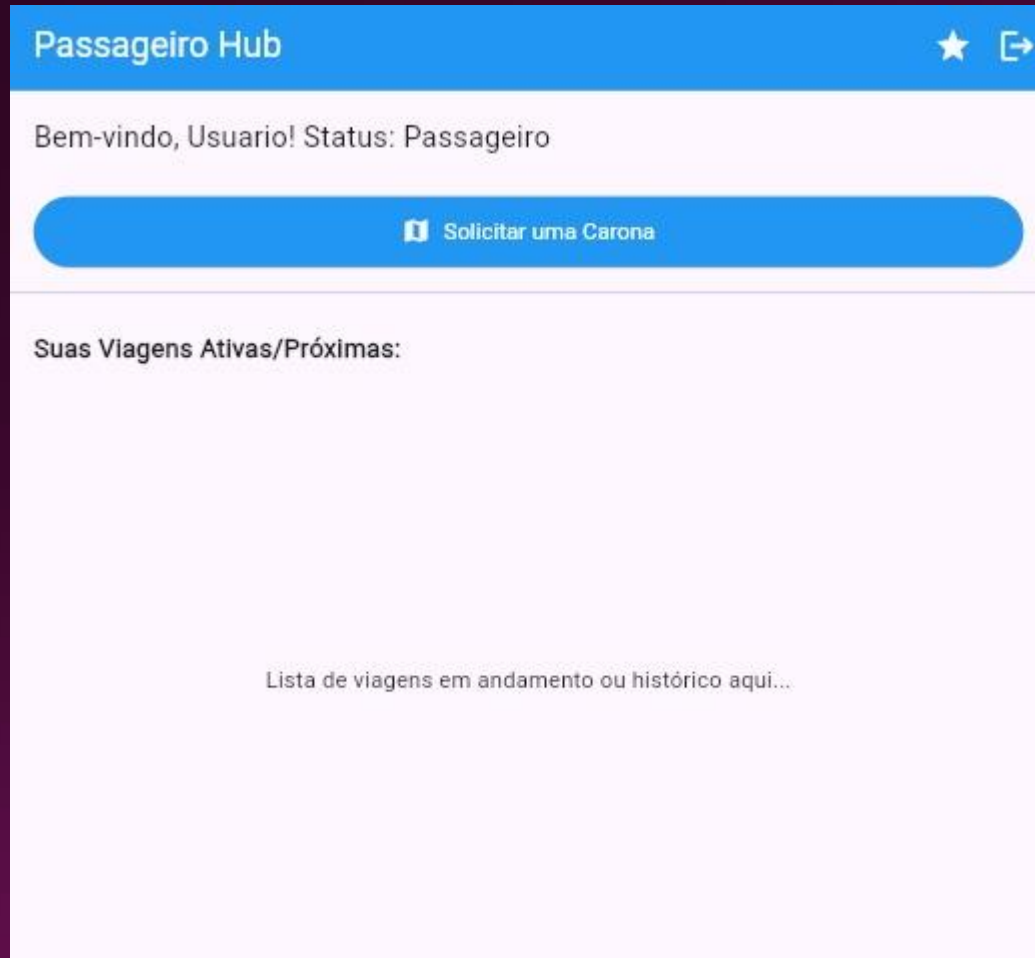 Passageiro Hub
Bem-vindo, Usuario! Status: Passageiro
Solicitar uma Carona
Suas Viagens Ativas/Próximas:
Lista de viagens em andamento ou histórico aqui...